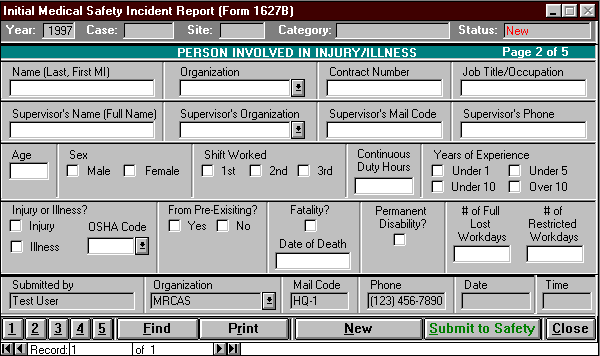 Initial Medical Safety Incident Report (Form 1627B)
Year: 1997 Case: Site: Category: Status: New
PERSON INVOLVED IN INJURY/ILLNESS Page 2 of 5
Name (Last, First MI) Organization Contract Number Job Title/Occupation
Supervisor's Name (Full Name) Supervisor's Organization Supervisor's Mail Code Supervisor's Phone
Age Sex Shift Worked Continuous Duty Hours Years of Experience
Male Female 1st 2nd 3rd Under 1 Under 5
Under 10 Over 10
Injury or Illness? From Pre-Exisiting? Fatality? Permanent Disability? # of Full Lost Workdays # of Restricted Workdays
Injury OSHA Code Yes No
Illness Date of Death
Submitted by Organization Mail Code Phone Date Time
Test User MRCAS HQ-1 (123) 456-7890
1 2 3 4 5 Find Print New Submit to Safety Close
Record: 1 of 1